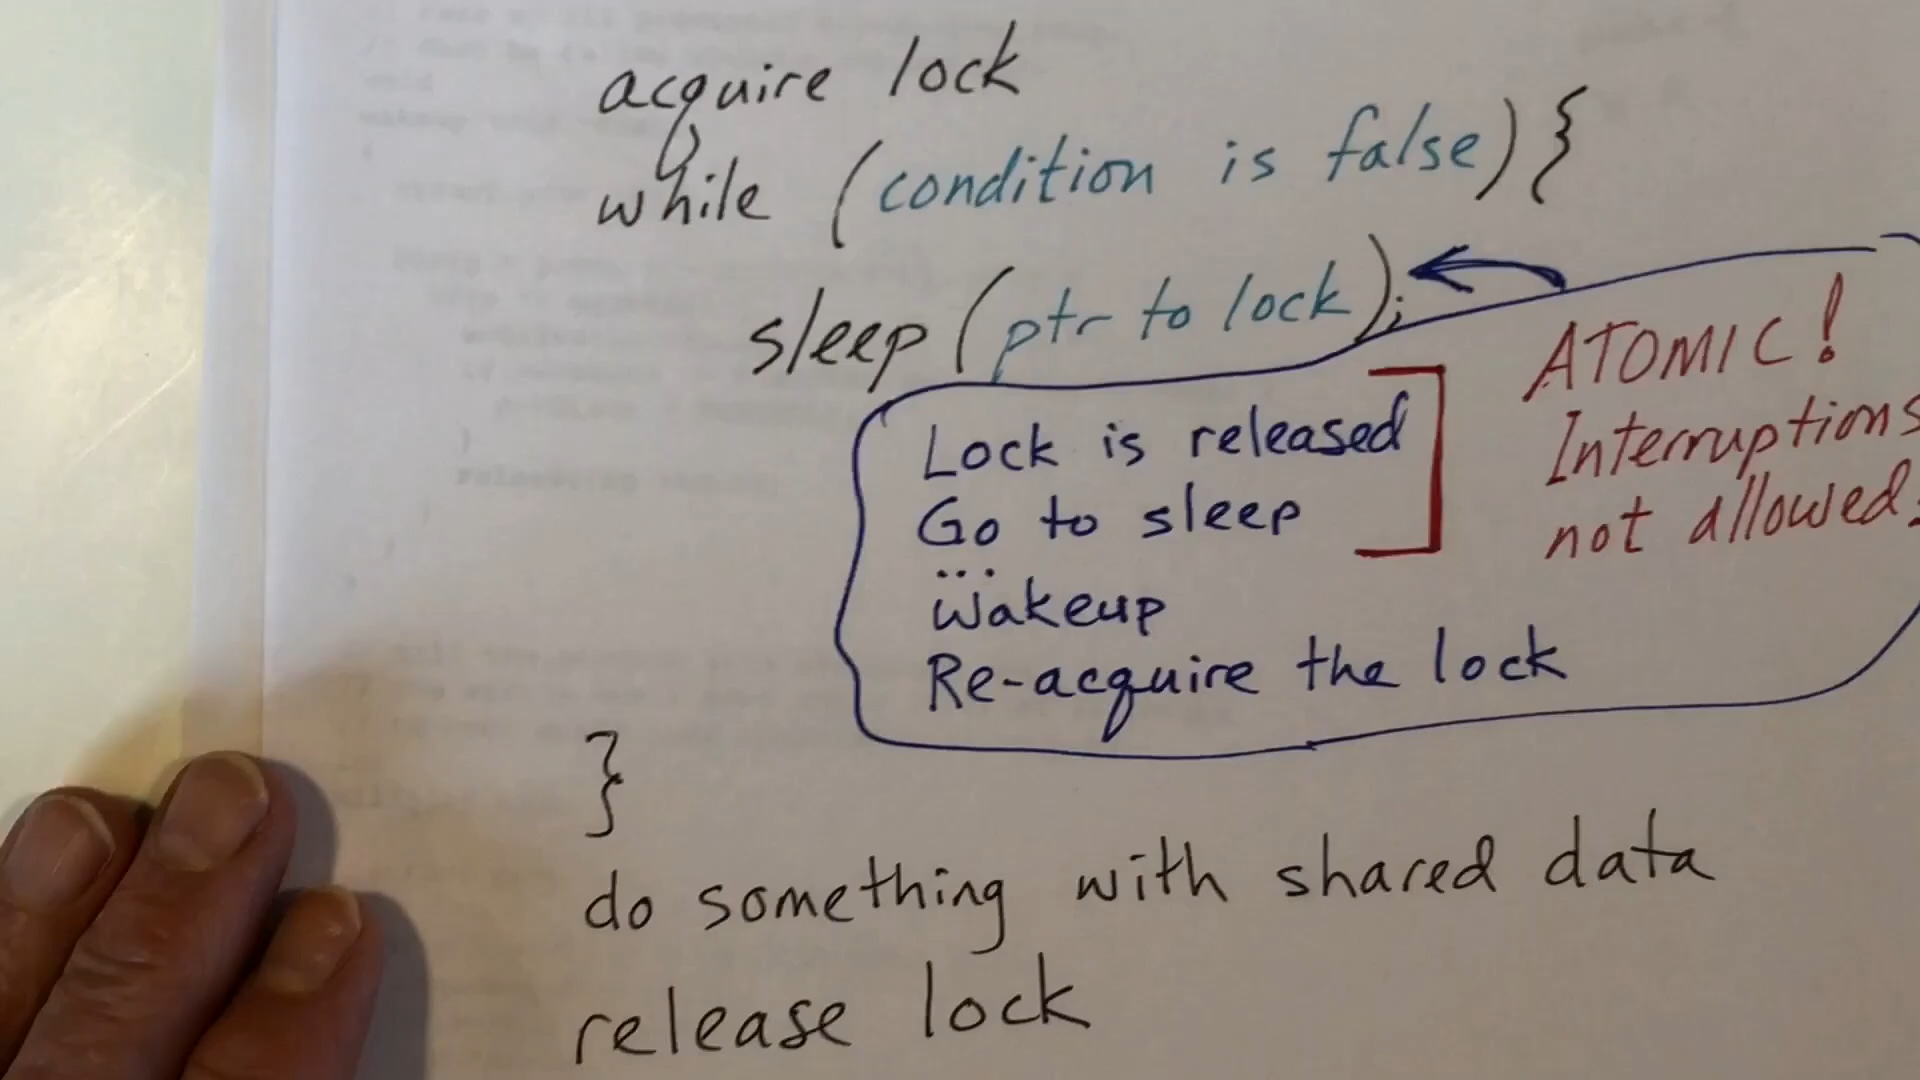 acquire lock
while (condition is false) {
sleep (ptr to lock);
Lock is released
Go to sleep
...
Wakeup
Re-acquire the lock
ATOMIC!
Interruptions
not allowed.
}
do something with shared data
release lock